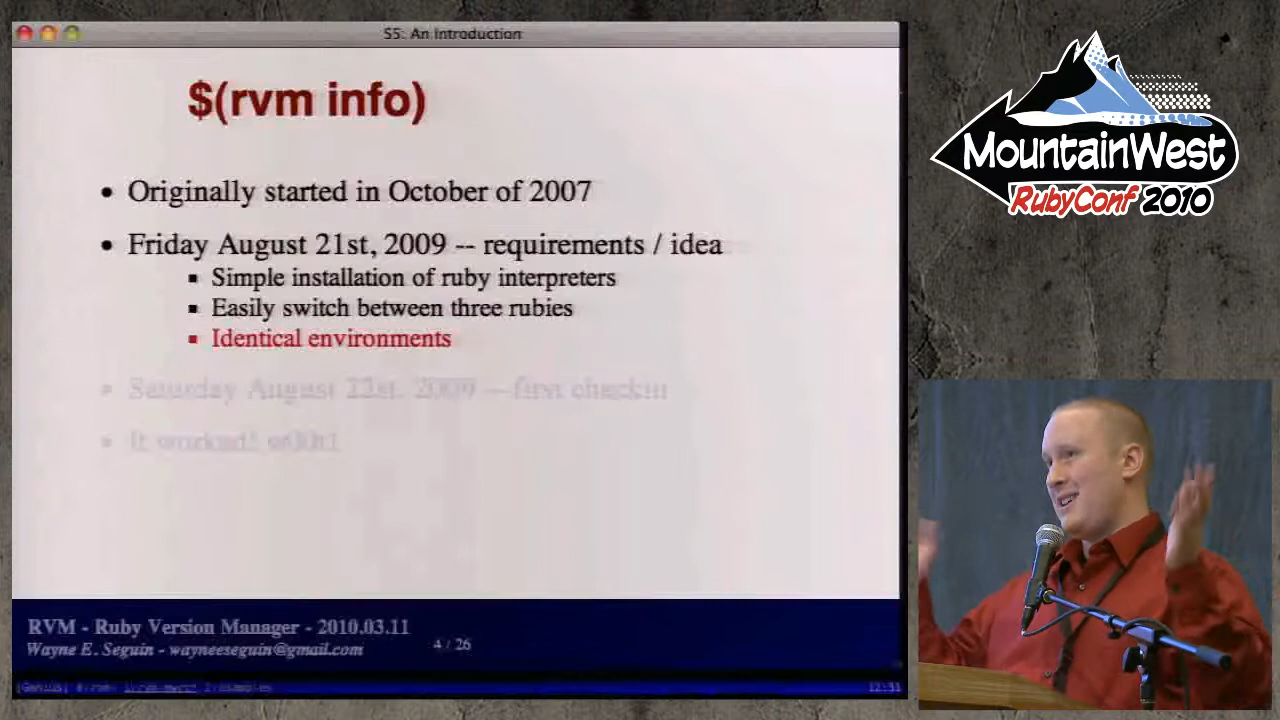 S5: An Introduction
$(rvm info)
• Originally started in October of 2007
• Friday August 21st, 2009 -- requirements / idea
▪ Simple installation of ruby interpreters
▪ Easily switch between three rubies
▪ Identical environments
• Saturday August 22st, 2009 -- first checkin
• It worked!
RVM - Ruby Version Manager - 2010.03.11
Wayne E. Seguin - wayneeseguin@gmail.com
4 / 26
MountainWest
RubyConf 2010